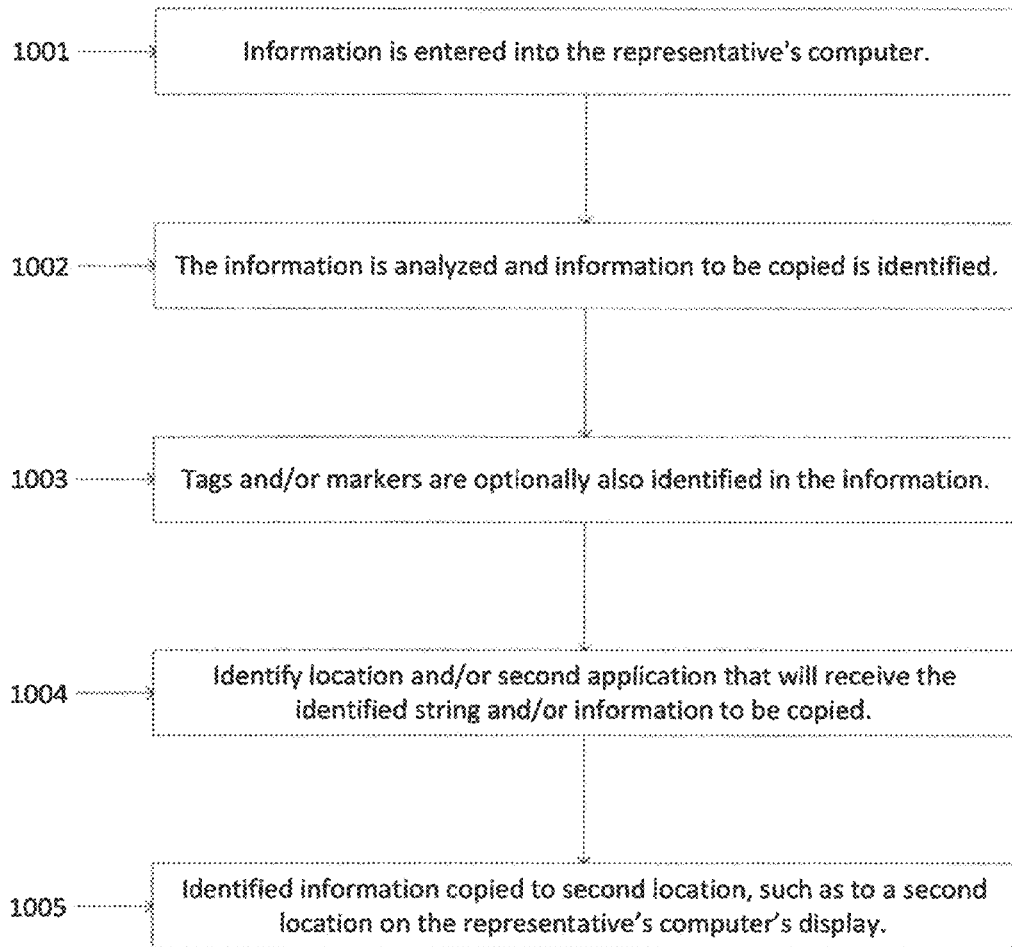 1001
Information is entered into the representative's computer.
1002
The information is analyzed and information to be copied is identified.
1003
Tags and/or markers are optionally also identified in the information.
1004
Identify location and/or second application that will receive the
identified string and/or information to be copied.
1005
Identified information copied to second location, such as to a second
location on the representative's computer's display.